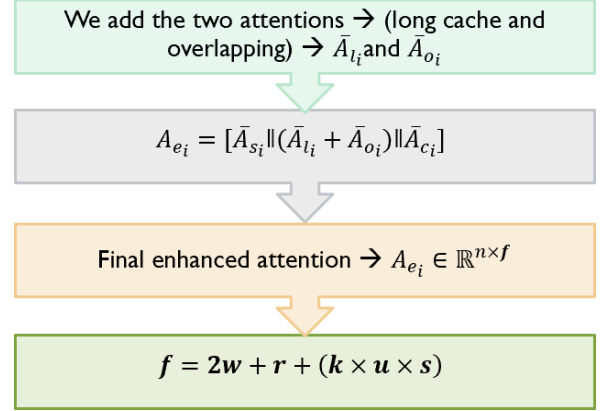 We add the two attentions → (long cache and
overlapping) → Ā_{l_i} and Ā_{o_i}
A_{e_i} = [Ā_{s_i}‖(Ā_{l_i} + Ā_{o_i})‖Ā_{c_i}]
Final enhanced attention → A_{e_i} ∈ ℝ^{n×f}
f = 2w + r + (k × u × s)